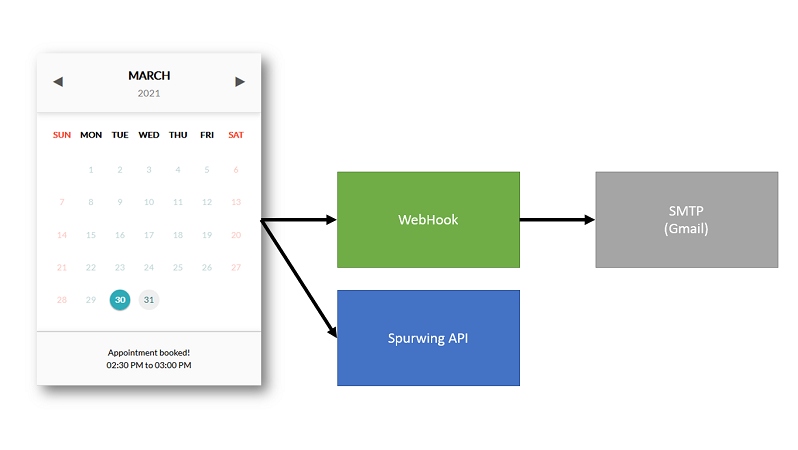 ◀ MARCH ▶
2021
SUN MON TUE WED THU FRI SAT
1 2 3 4 5 6
7 8 9 10 11 12 13
14 15 16 17 18 19 20
21 22 23 24 25 26 27
28 29 30 31
Appointment booked!
02:30 PM to 03:00 PM
WebHook
SMTP
(Gmail)
Spurwing API